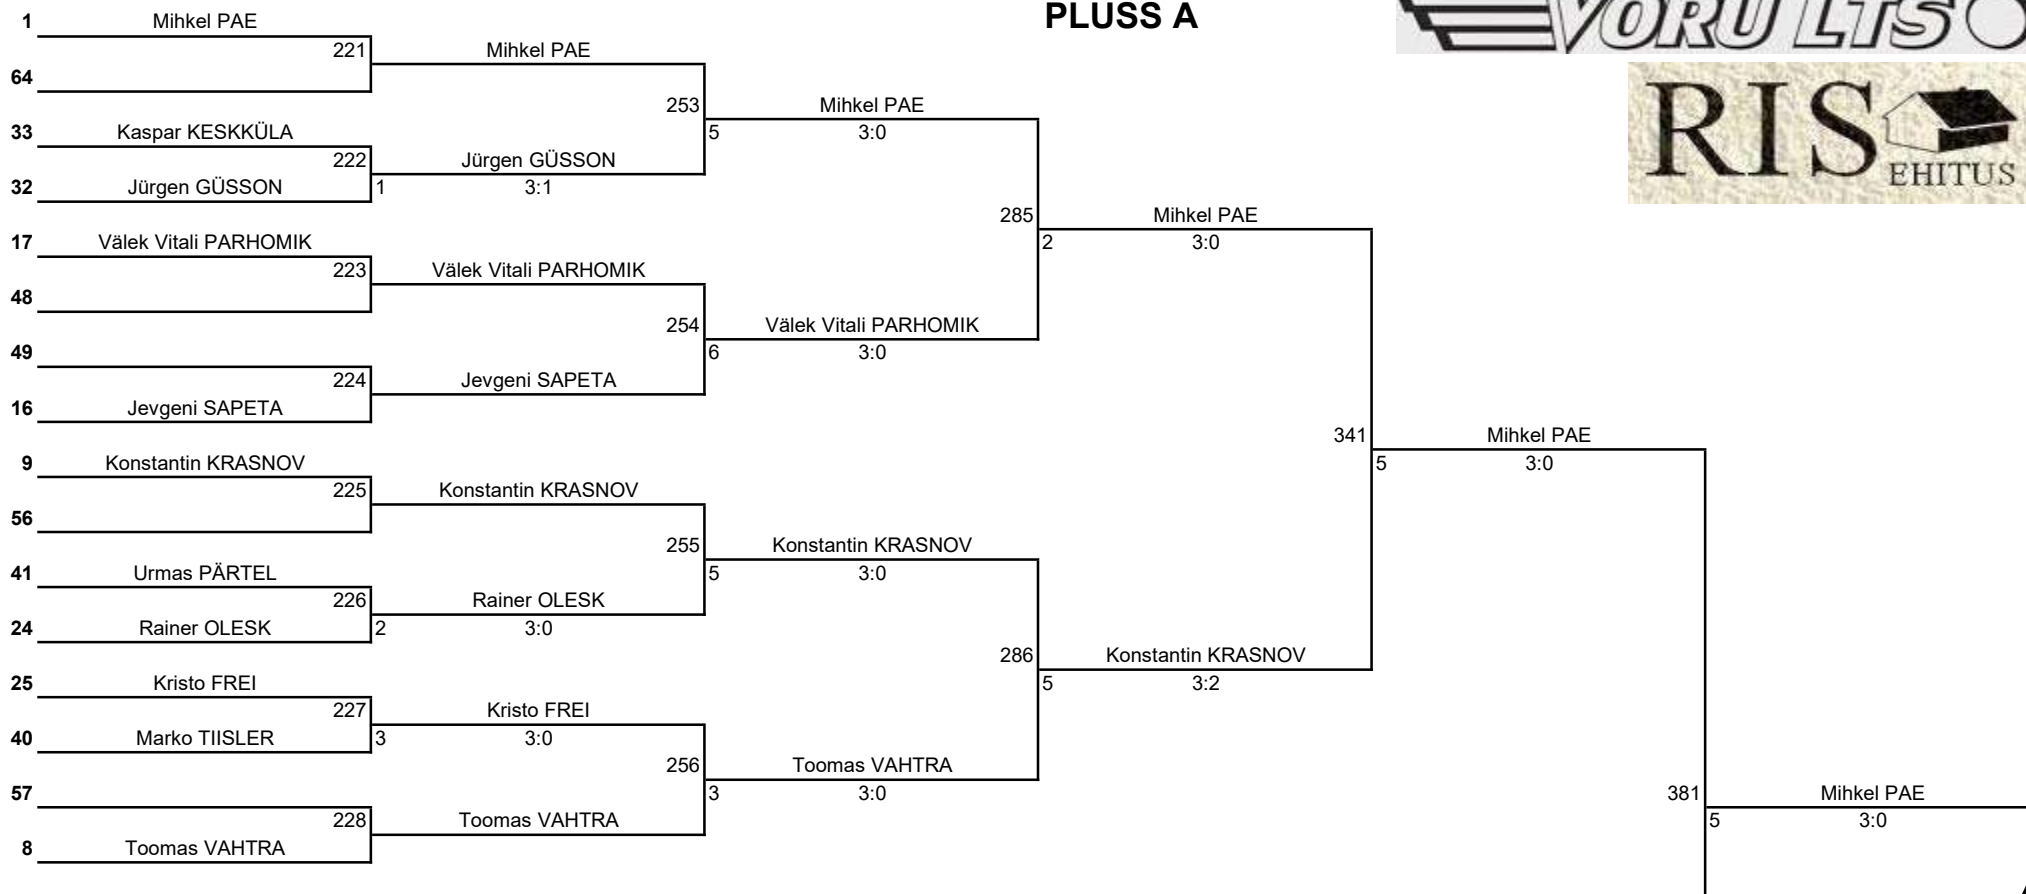 PLUSS A
VÕRU LTS
RIS
EHITUS
1 Mihkel PAE
221 Mihkel PAE
64
253 Mihkel PAE
5 3:0
33 Kaspar KESKKÜLA
222 Jürgen GÜSSON
32 Jürgen GÜSSON 1 3:1
285 Mihkel PAE
2 3:0
17 Välek Vitali PARHOMIK
223 Välek Vitali PARHOMIK
48
254 Välek Vitali PARHOMIK
6 3:0
49
224 Jevgeni SAPETA
16 Jevgeni SAPETA
341 Mihkel PAE
5 3:0
9 Konstantin KRASNOV
225 Konstantin KRASNOV
56
255 Konstantin KRASNOV
5 3:0
41 Urmas PÄRTEL
226 Rainer OLESK
24 Rainer OLESK 2 3:0
286 Konstantin KRASNOV
5 3:2
25 Kristo FREI
227 Kristo FREI
40 Marko TIISLER 3 3:0
256 Toomas VAHTRA
3 3:0
57
228 Toomas VAHTRA
8 Toomas VAHTRA
381 Mihkel PAE
5 3:0